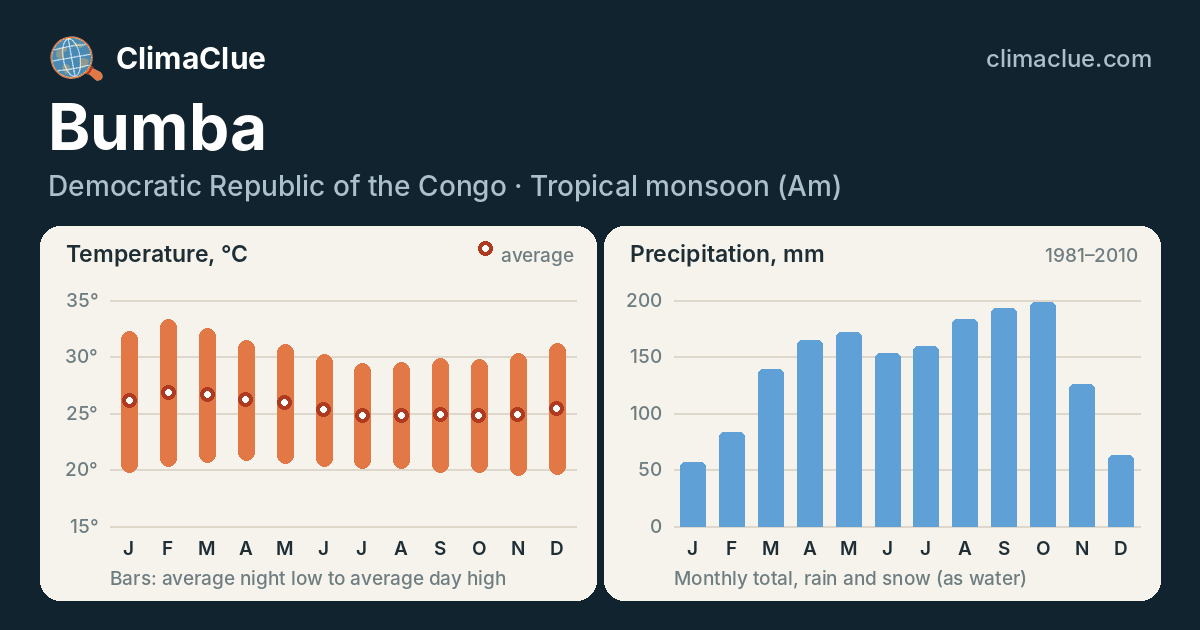 ClimaClue
climaclue.com
Bumba
Democratic Republic of the Congo · Tropical monsoon (Am)
Temperature, °C
average
35°
30°
25°
20°
15°
J F M A M J J A S O N D
Bars: average night low to average day high
Precipitation, mm
1981–2010
200
150
100
50
0
J F M A M J J A S O N D
Monthly total, rain and snow (as water)